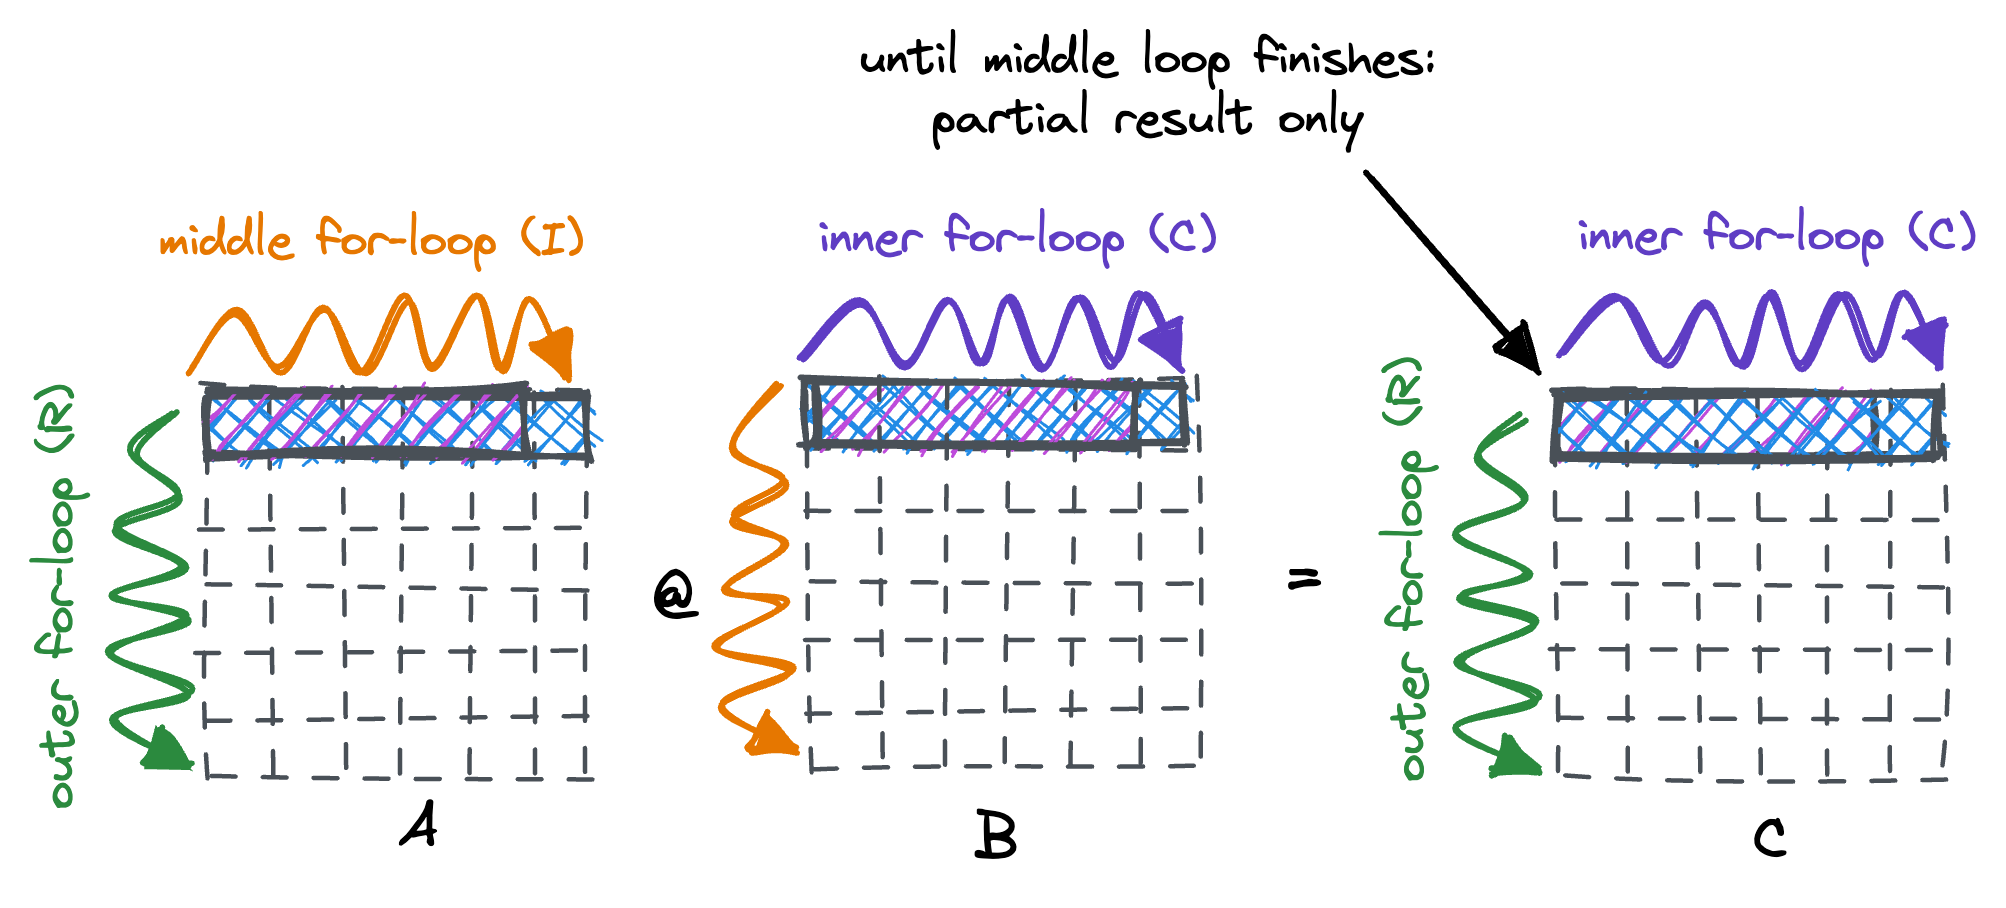 until middle loop finishes:
partial result only
middle for-loop (I)
inner for-loop (C)
inner for-loop (C)
outer for-loop (R)
outer for-loop (R)
@
=
A
B
C